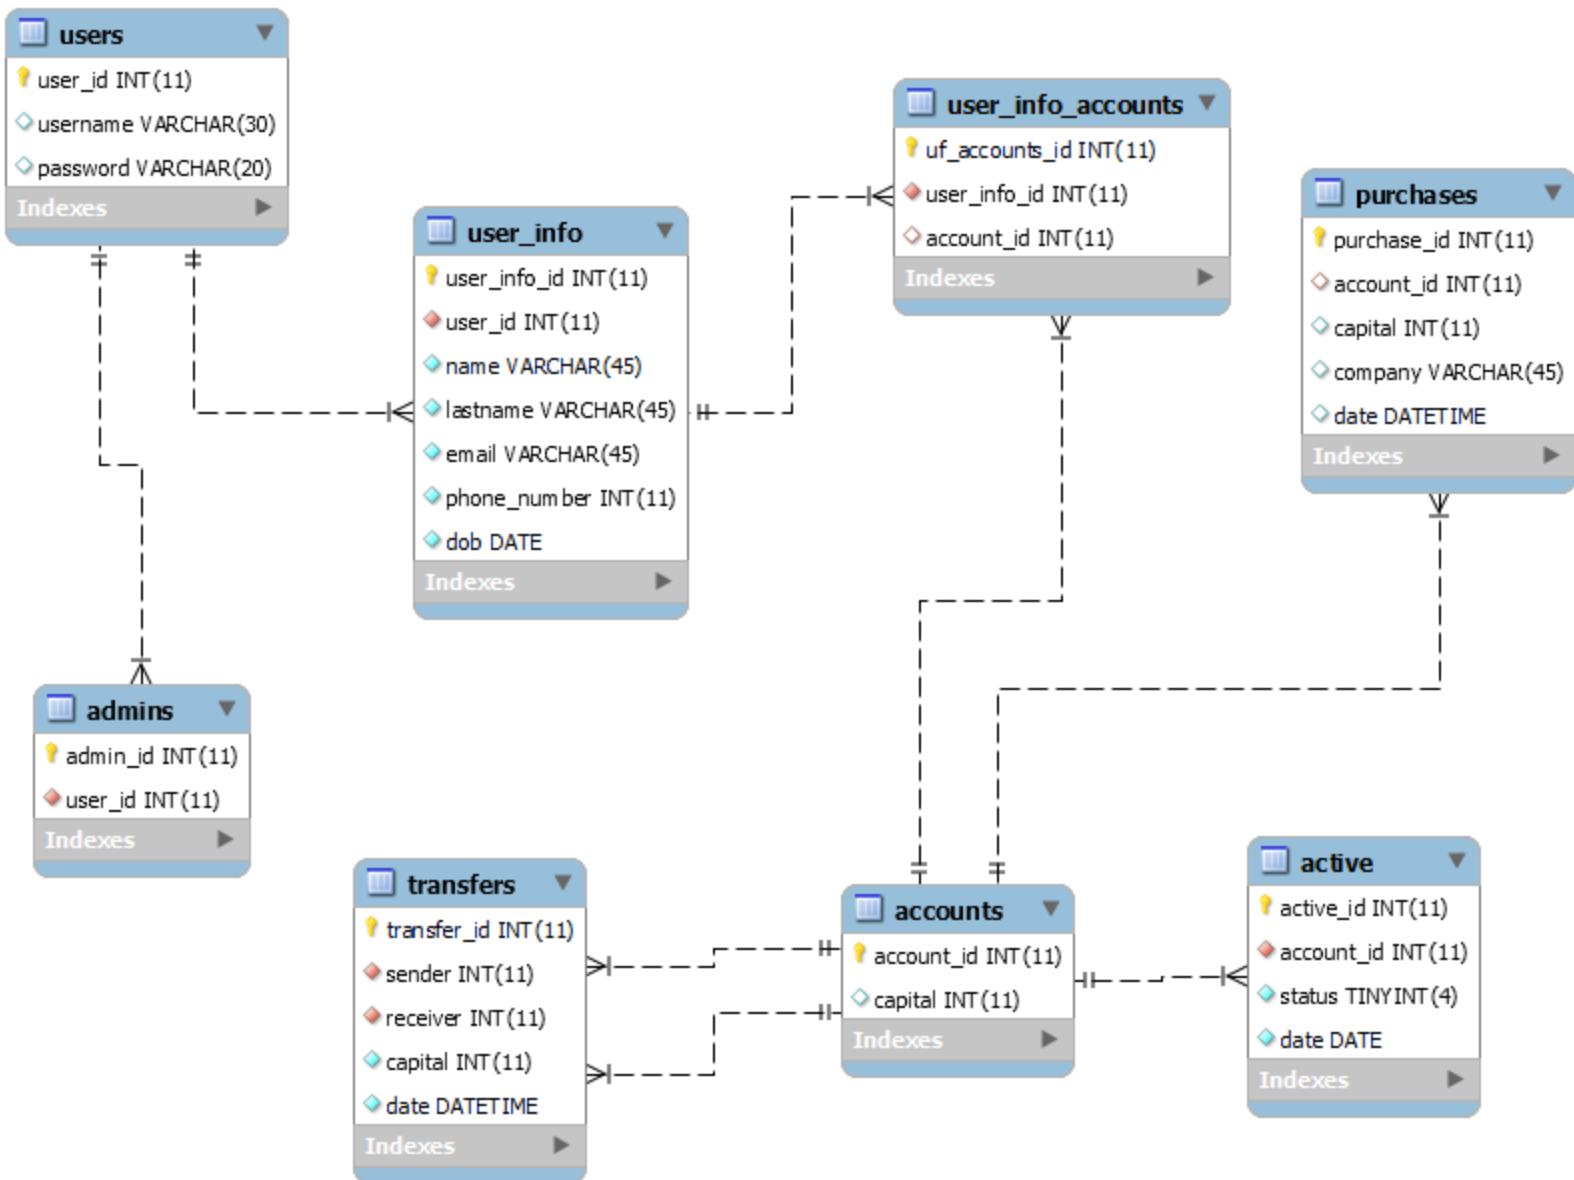 users
user_id INT(11)
username VARCHAR(30)
password VARCHAR(20)
Indexes
user_info
user_info_id INT(11)
user_id INT(11)
name VARCHAR(45)
lastname VARCHAR(45)
email VARCHAR(45)
phone_number INT(11)
dob DATE
Indexes
user_info_accounts
uf_accounts_id INT(11)
user_info_id INT(11)
account_id INT(11)
Indexes
purchases
purchase_id INT(11)
account_id INT(11)
capital INT(11)
company VARCHAR(45)
date DATETIME
Indexes
admins
admin_id INT(11)
user_id INT(11)
Indexes
transfers
transfer_id INT(11)
sender INT(11)
receiver INT(11)
capital INT(11)
date DATETIME
Indexes
accounts
account_id INT(11)
capital INT(11)
Indexes
active
active_id INT(11)
account_id INT(11)
status TINYINT(4)
date DATE
Indexes